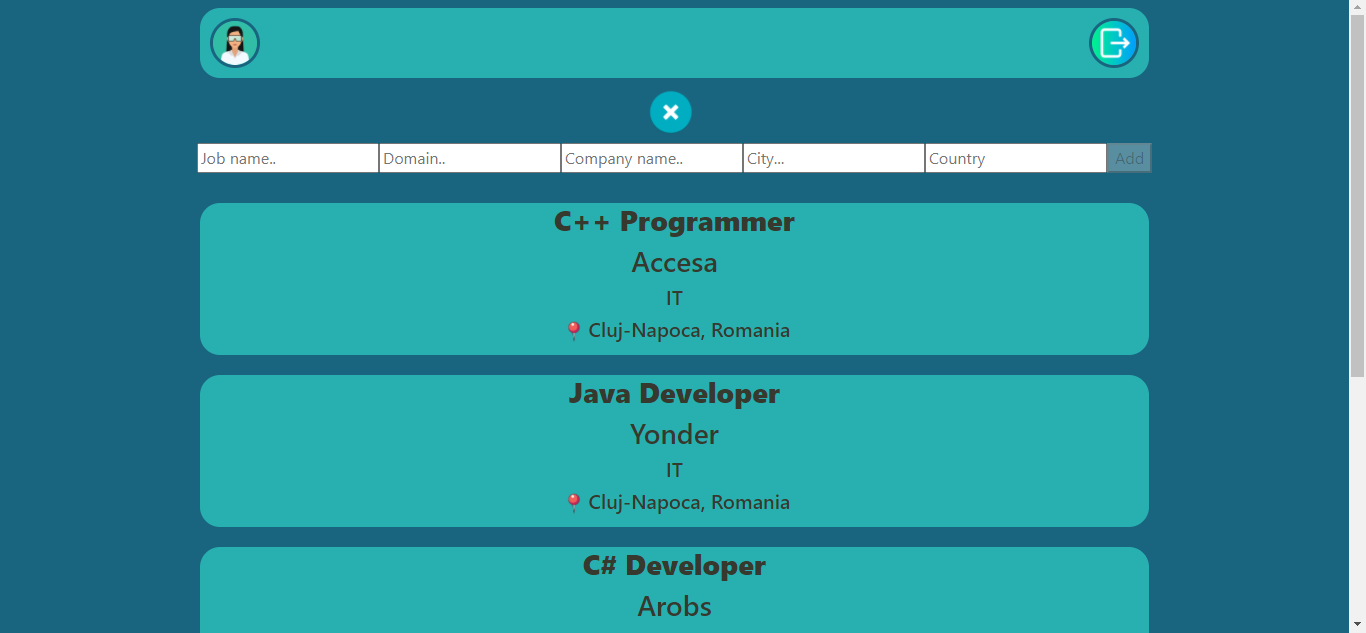 Job name.. Domain.. Company name.. City... Country Add
C++ Programmer
Accesa
IT
📍 Cluj-Napoca, Romania
Java Developer
Yonder
IT
📍 Cluj-Napoca, Romania
C# Developer
Arobs